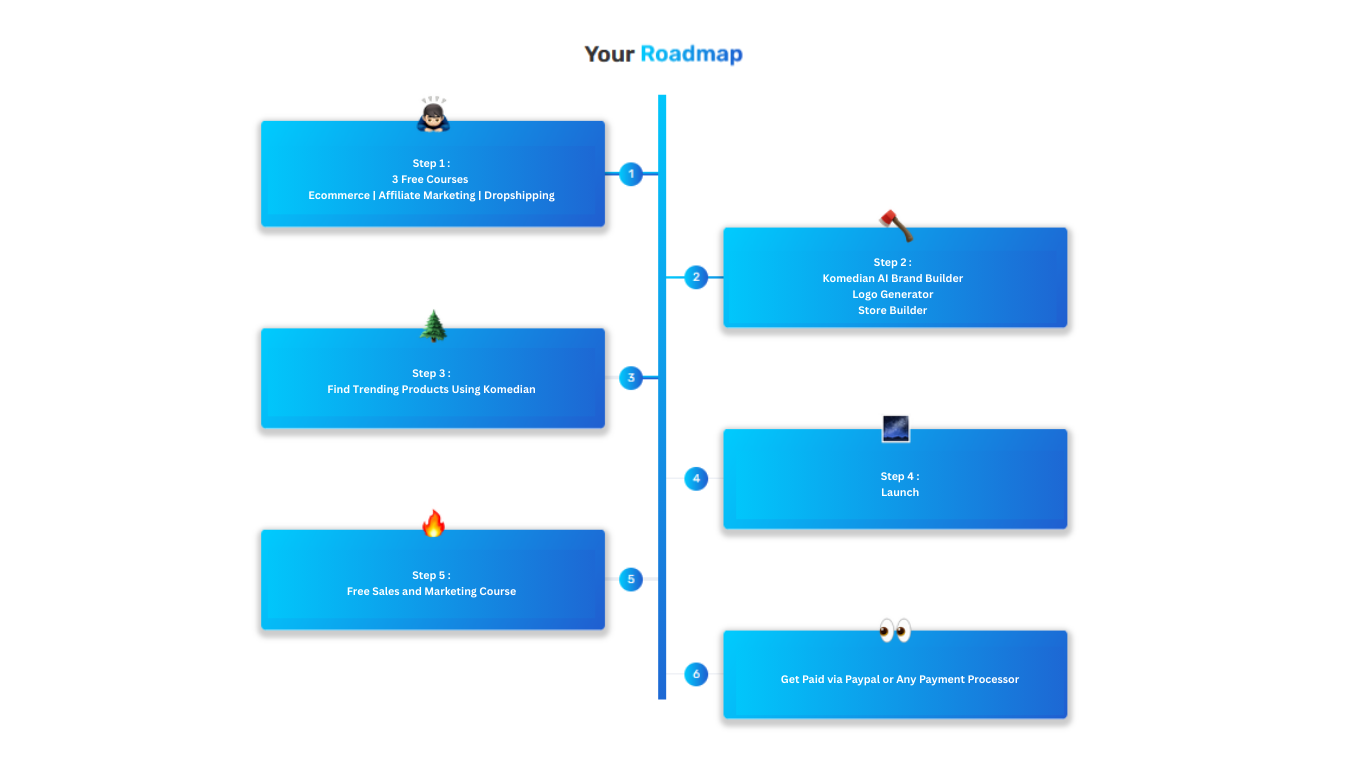 Your Roadmap
Step 1 :
3 Free Courses
Ecommerce | Affiliate Marketing | Dropshipping
1
2
Step 2 :
Komedian AI Brand Builder
Logo Generator
Store Builder
Step 3 :
Find Trending Products Using Komedian
3
4
Step 4 :
Launch
Step 5 :
Free Sales and Marketing Course
5
6
Get Paid via Paypal or Any Payment Processor